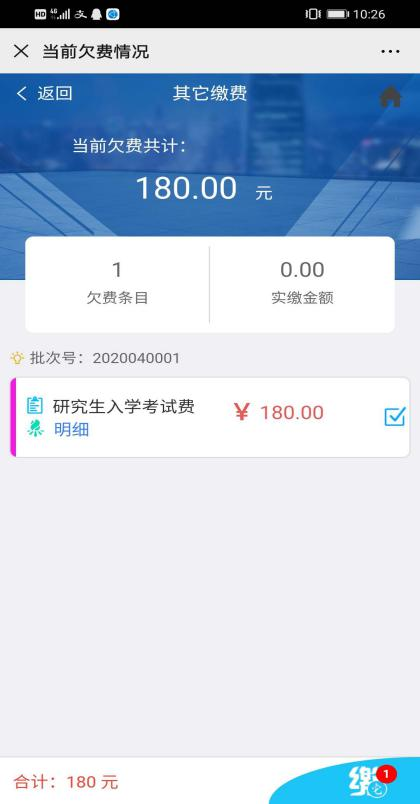 HD 4G 10:26
当前欠费情况
返回 其它缴费
当前欠费共计：
180.00 元
1 0.00
欠费条目 实缴金额
批次号：2020040001
研究生入学考试费 ¥ 180.00
明细
合计：180 元 缴 1